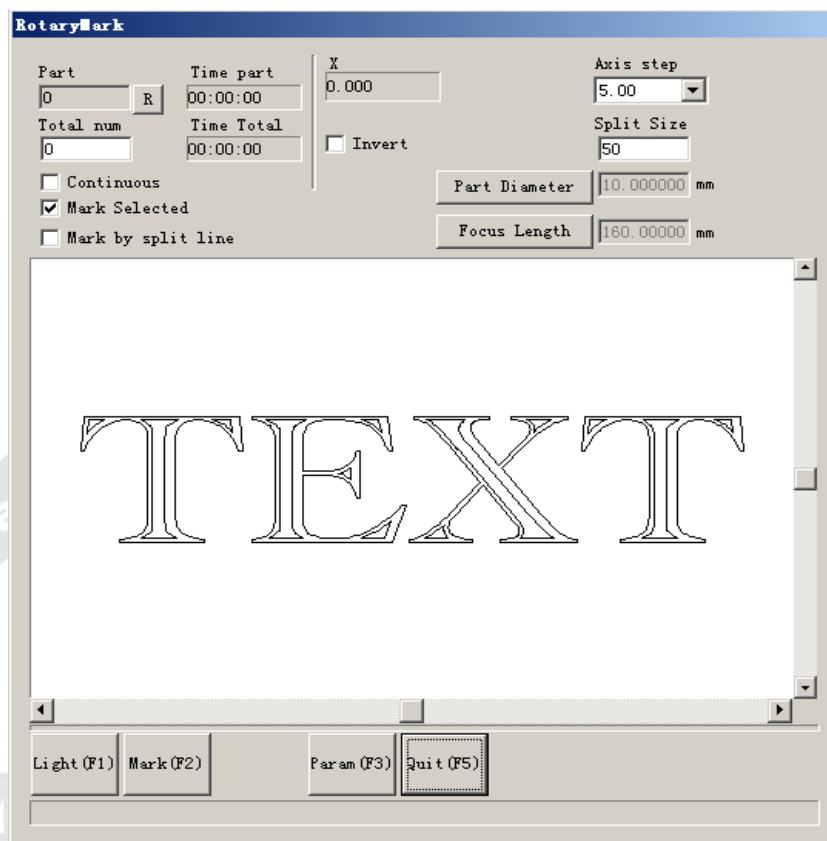 RotaryMark
Part
Time part
X
Axis step
0
R
00:00:00
0.000
5.00
Total num
Time Total
Split Size
0
00:00:00
Invert
50
Continuous
Part Diameter
10.000000 mm
Mark Selected
Mark by split line
Focus Length
160.00000 mm
TEXT
Light(F1)
Mark(F2)
Param(F3)
Quit(F5)